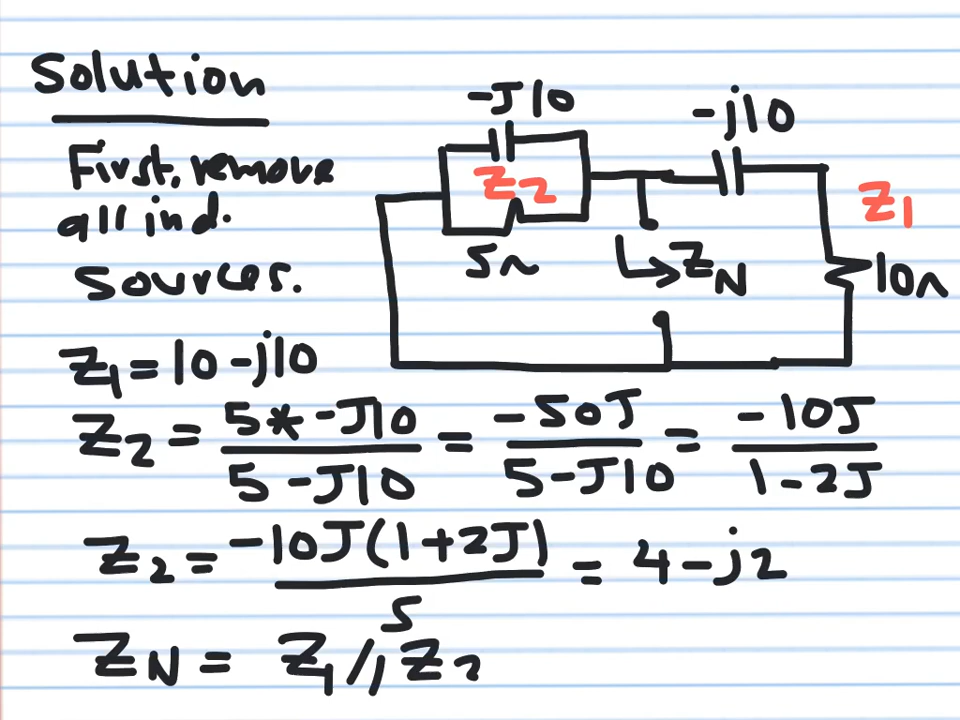 Solution
First, remove
all ind.
Sources.
-J10
-j10
Z2
Z1
5Ω
ZN
10Ω
Z1 = 10 - j10
Z2 = 5* -J10 / 5 - J10 = -50J / 5 - J10 = -10J / 1 - 2J
Z2 = -10J(1+2J) / 5 = 4 - j2
ZN = Z1 // Z2